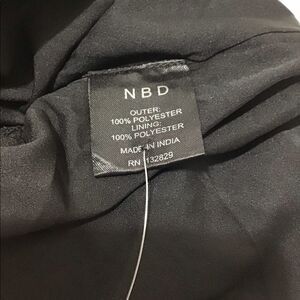 NBD
OUTER:
100% POLYESTER
LINING:
100% POLYESTER
MADE IN INDIA
RN 132829